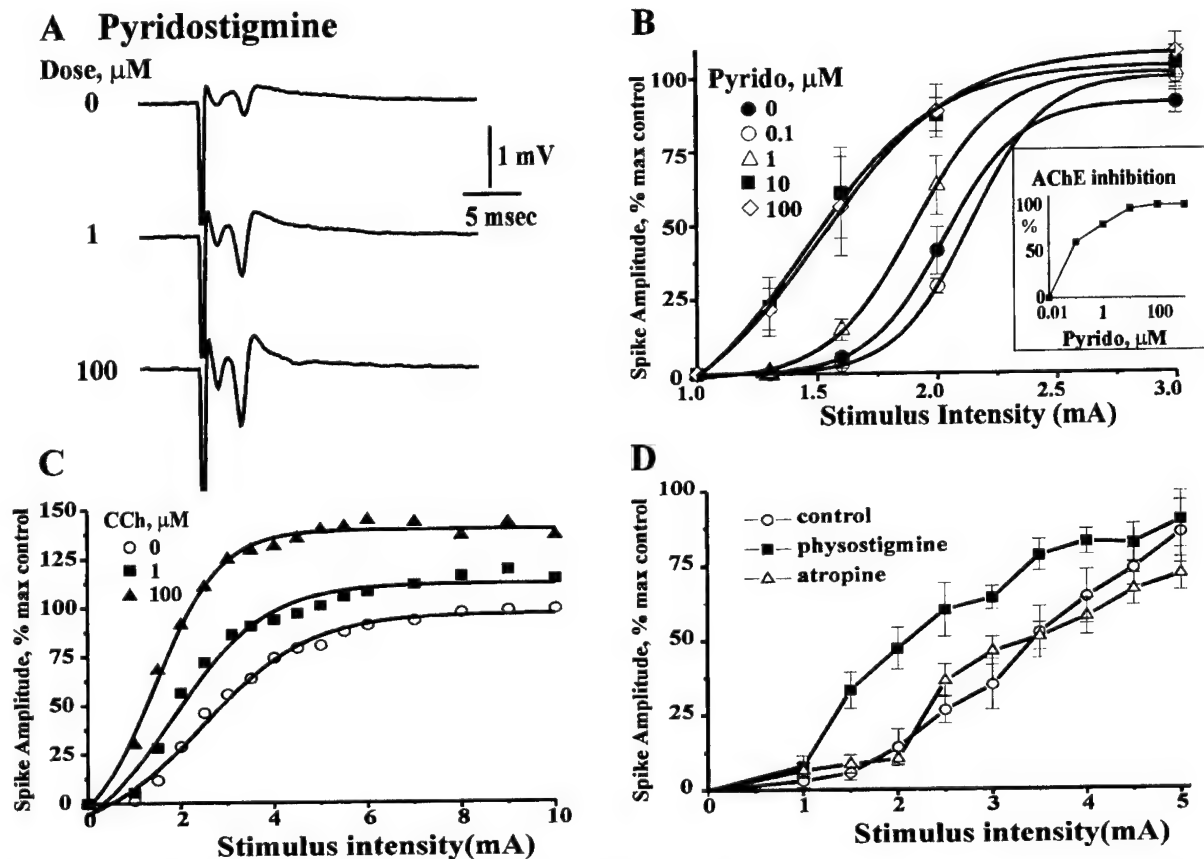 A Pyridostigmine
Dose, μM
0
1
100
1 mV
5 msec
B
Spike Amplitude, % max control
100
75
50
25
0
Pyrido, μM
0
0.1
1
10
100
AChE inhibition
100
%
50
0
0.01 1 100
Pyrido, μM
1.0 1.5 2.0 2.5 3.0
Stimulus Intensity (mA)
C
Spike Amplitude, % max control
150
125
100
75
50
25
0
CCh, μM
0
1
100
0 2 4 6 8 10
Stimulus intensity(mA)
D
Spike Amplitude, % max control
100
75
50
25
0
control
physostigmine
atropine
0 1 2 3 4 5
Stimulus intensity(mA)